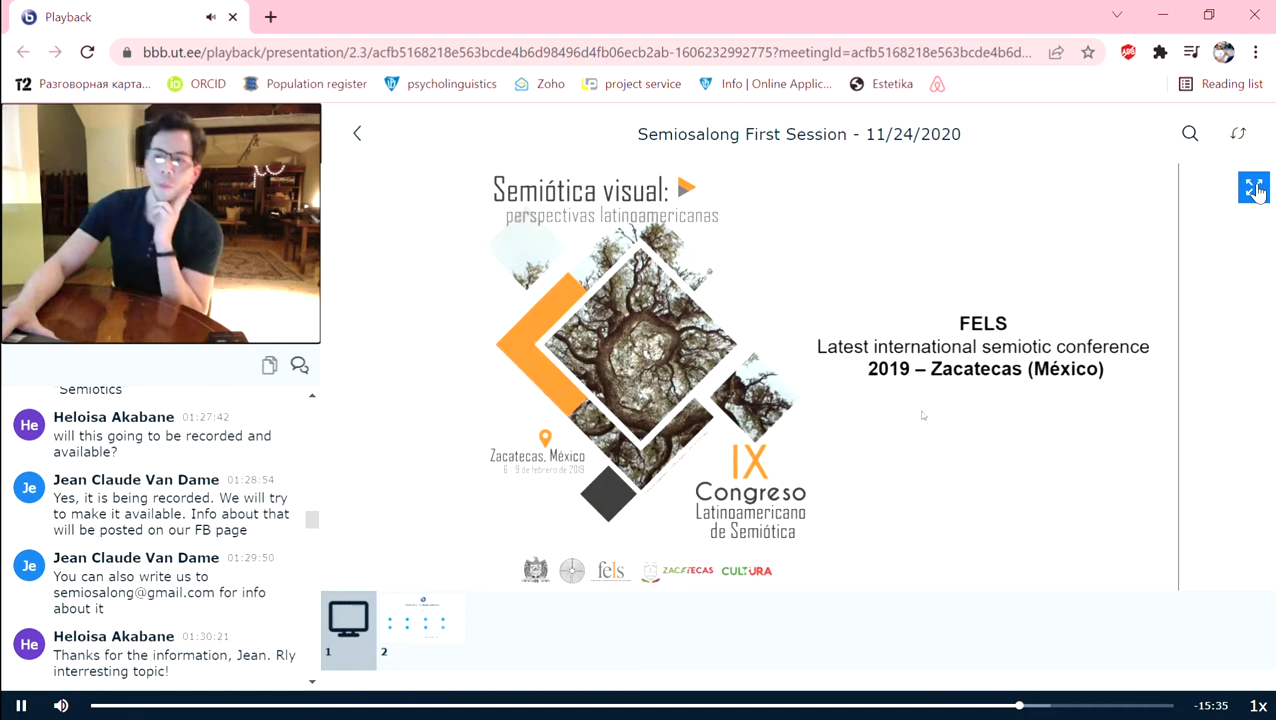 Playback
bbb.ut.ee/playback/presentation/2.3/acfb5168218e563bcde4b6d98496d4fb06ecb2ab-1606232992775?meetingId=acfb5168218e563bcde4b6d...
T2 Разговорная карта... ORCID Population register psycholinguistics Zoho project service Info | Online Applic... Estetika Reading list
Semiosalong First Session - 11/24/2020
"Semiotics"
Heloisa Akabane 01:27:42
will this going to be recorded and
available?
Jean Claude Van Dame 01:28:54
Yes, it is being recorded. We will try
to make it available. Info about that
will be posted on our FB page
Jean Claude Van Dame 01:29:50
You can also write us to
semiosalong@gmail.com for info
about it
Heloisa Akabane 01:30:21
Thanks for the information, Jean. Rly
interresting topic!
Semiótica visual:
perspectivas latinoamericanas
Zacatecas, México
6 - 9 de febrero de 2019
IX
Congreso
Latinoamericano
de Semiótica
fels ZACATECAS CULTURA
FELS
Latest international semiotic conference
2019 – Zacatecas (México)
1 2
-15:35 1x